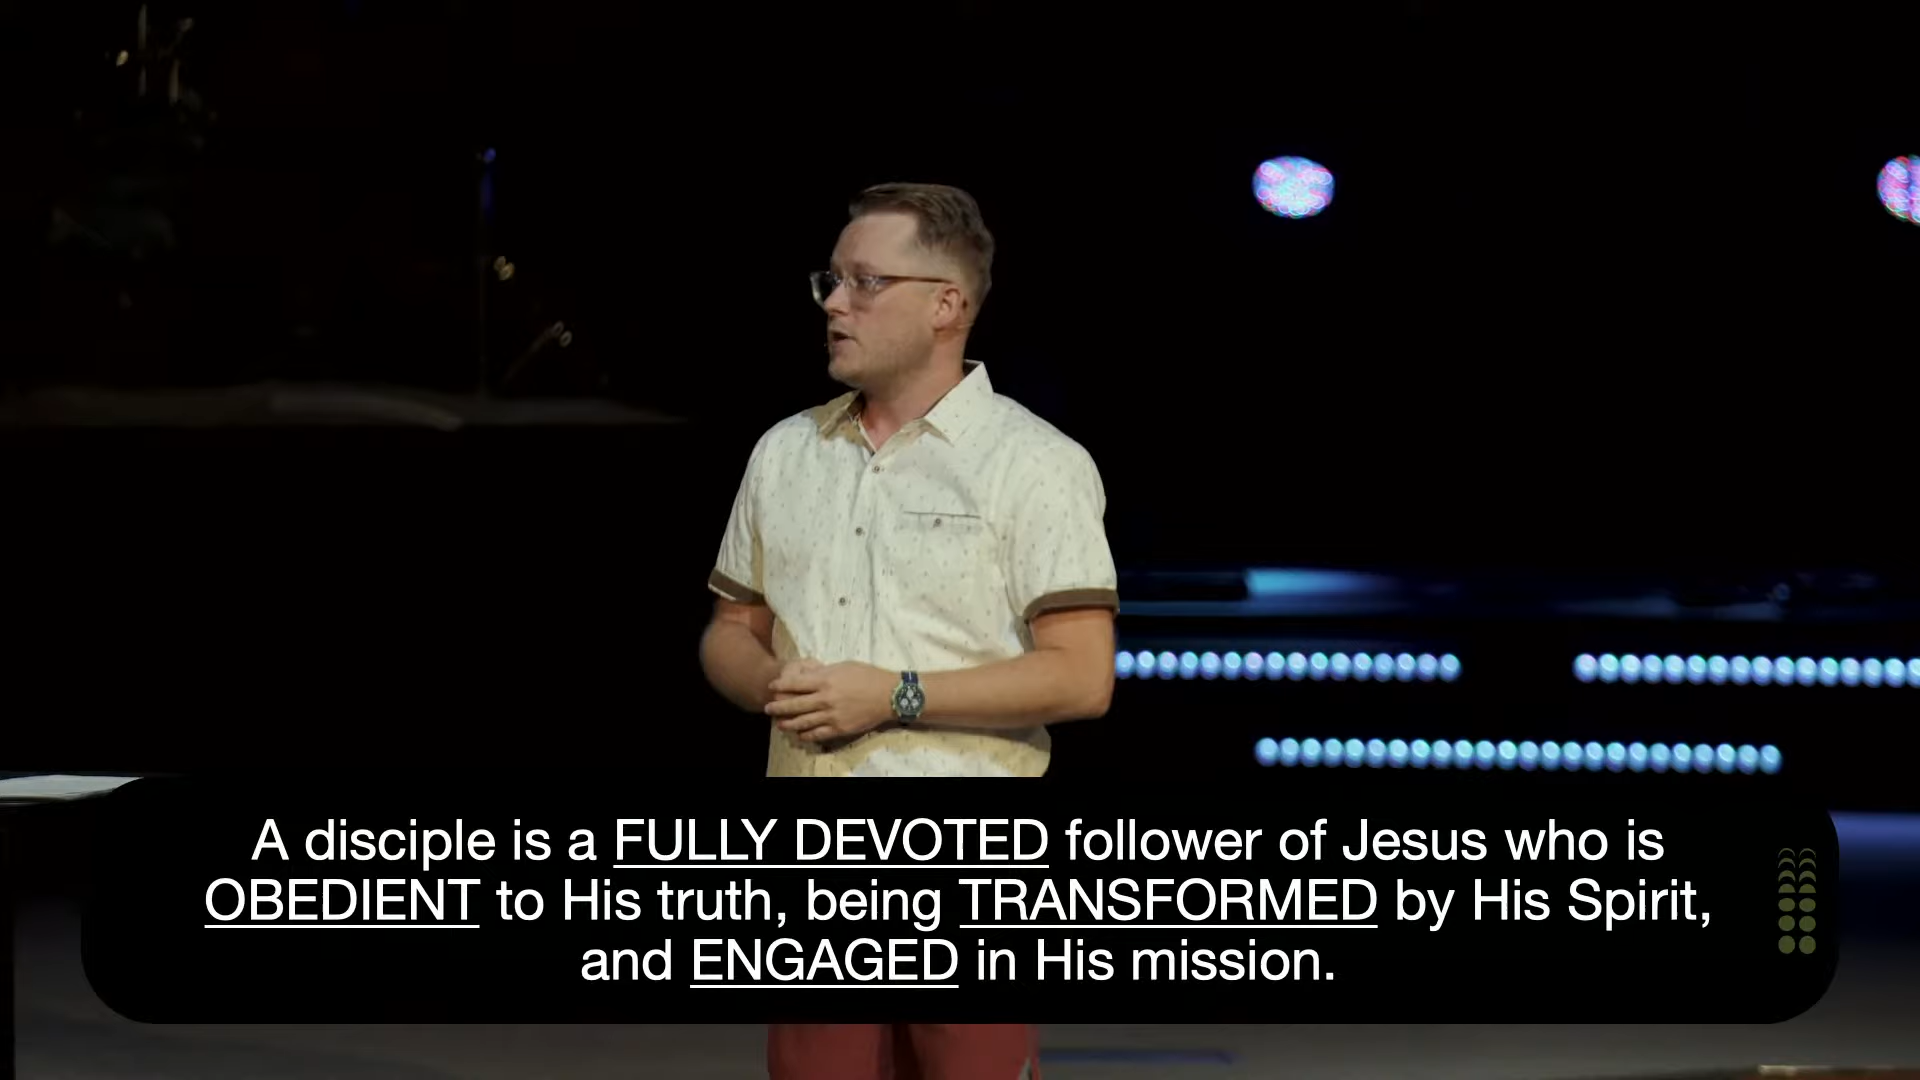 A disciple is a FULLY DEVOTED follower of Jesus who is
OBEDIENT to His truth, being TRANSFORMED by His Spirit,
and ENGAGED in His mission.